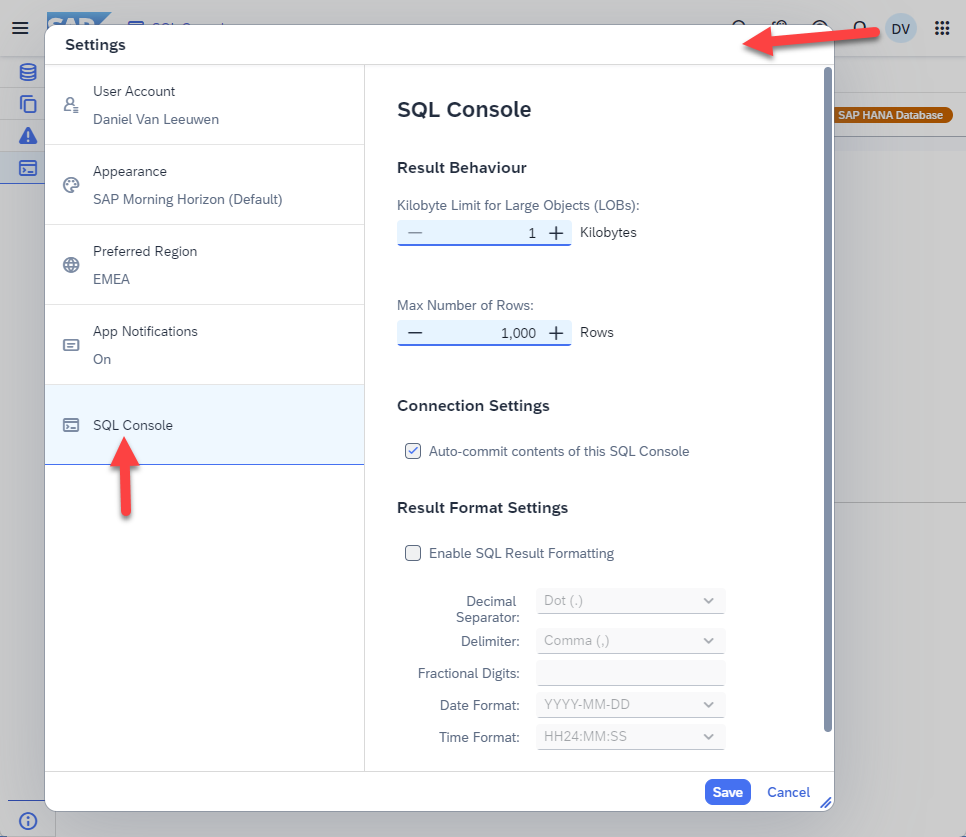 SAP
DV
Settings
User Account
Daniel Van Leeuwen
Appearance
SAP Morning Horizon (Default)
Preferred Region
EMEA
App Notifications
On
SQL Console
SQL Console
Result Behaviour
Kilobyte Limit for Large Objects (LOBs):
1 Kilobytes
Max Number of Rows:
1,000 Rows
Connection Settings
Auto-commit contents of this SQL Console
Result Format Settings
Enable SQL Result Formatting
Decimal
Separator: Dot (.)
Delimiter: Comma (,)
Fractional Digits:
Date Format: YYYY-MM-DD
Time Format: HH24:MM:SS
Save Cancel
SAP HANA Database